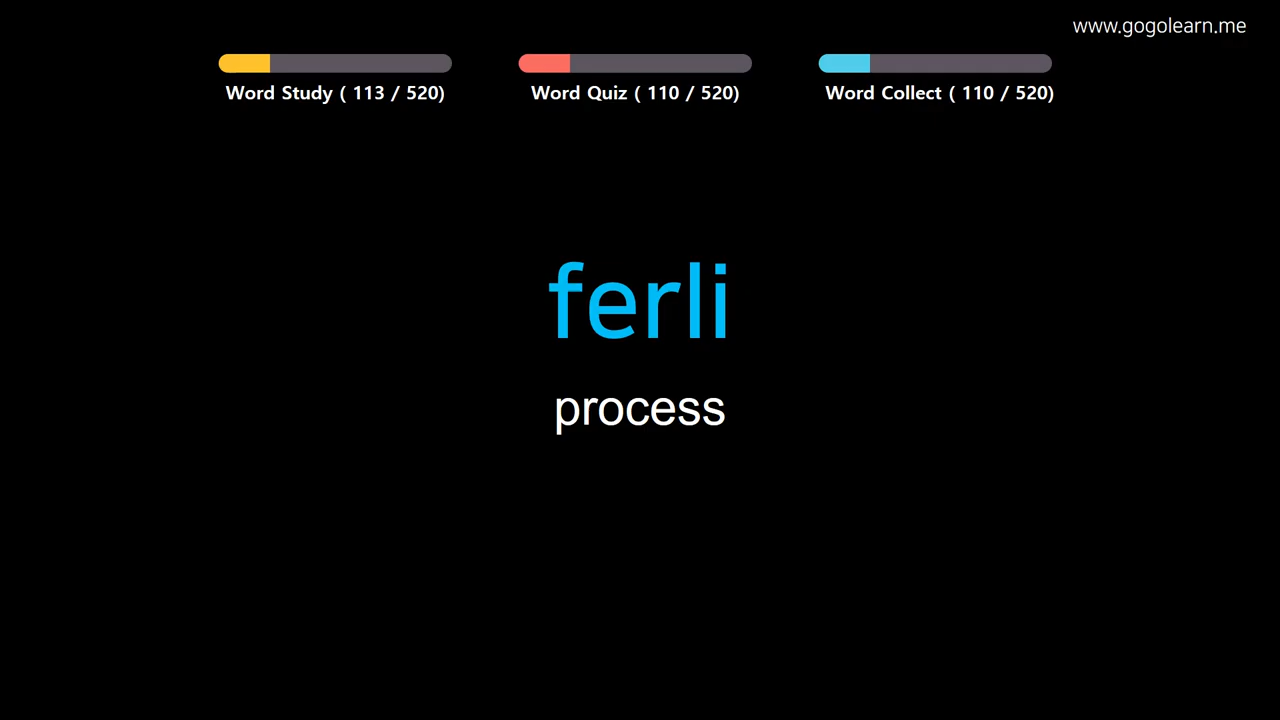 www.gogolearn.me
Word Study ( 113 / 520)
Word Quiz ( 110 / 520)
Word Collect ( 110 / 520)
ferli
process